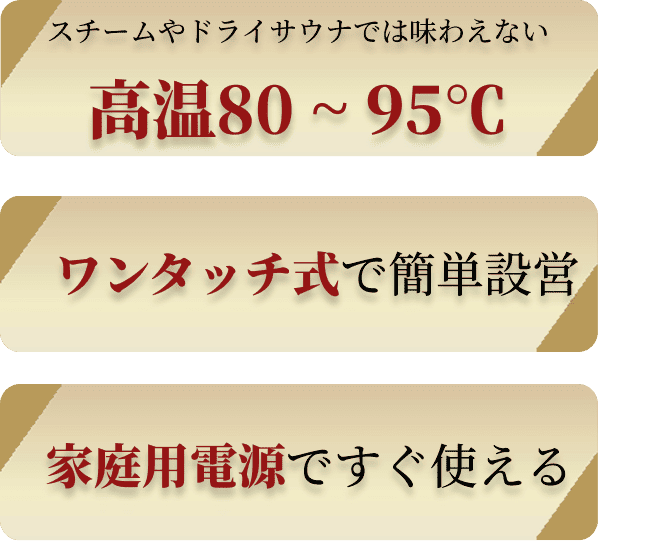 スチームやドライサウナでは味わえない
高温80 ~ 95℃
ワンタッチ式で簡単設営
家庭用電源ですぐ使える